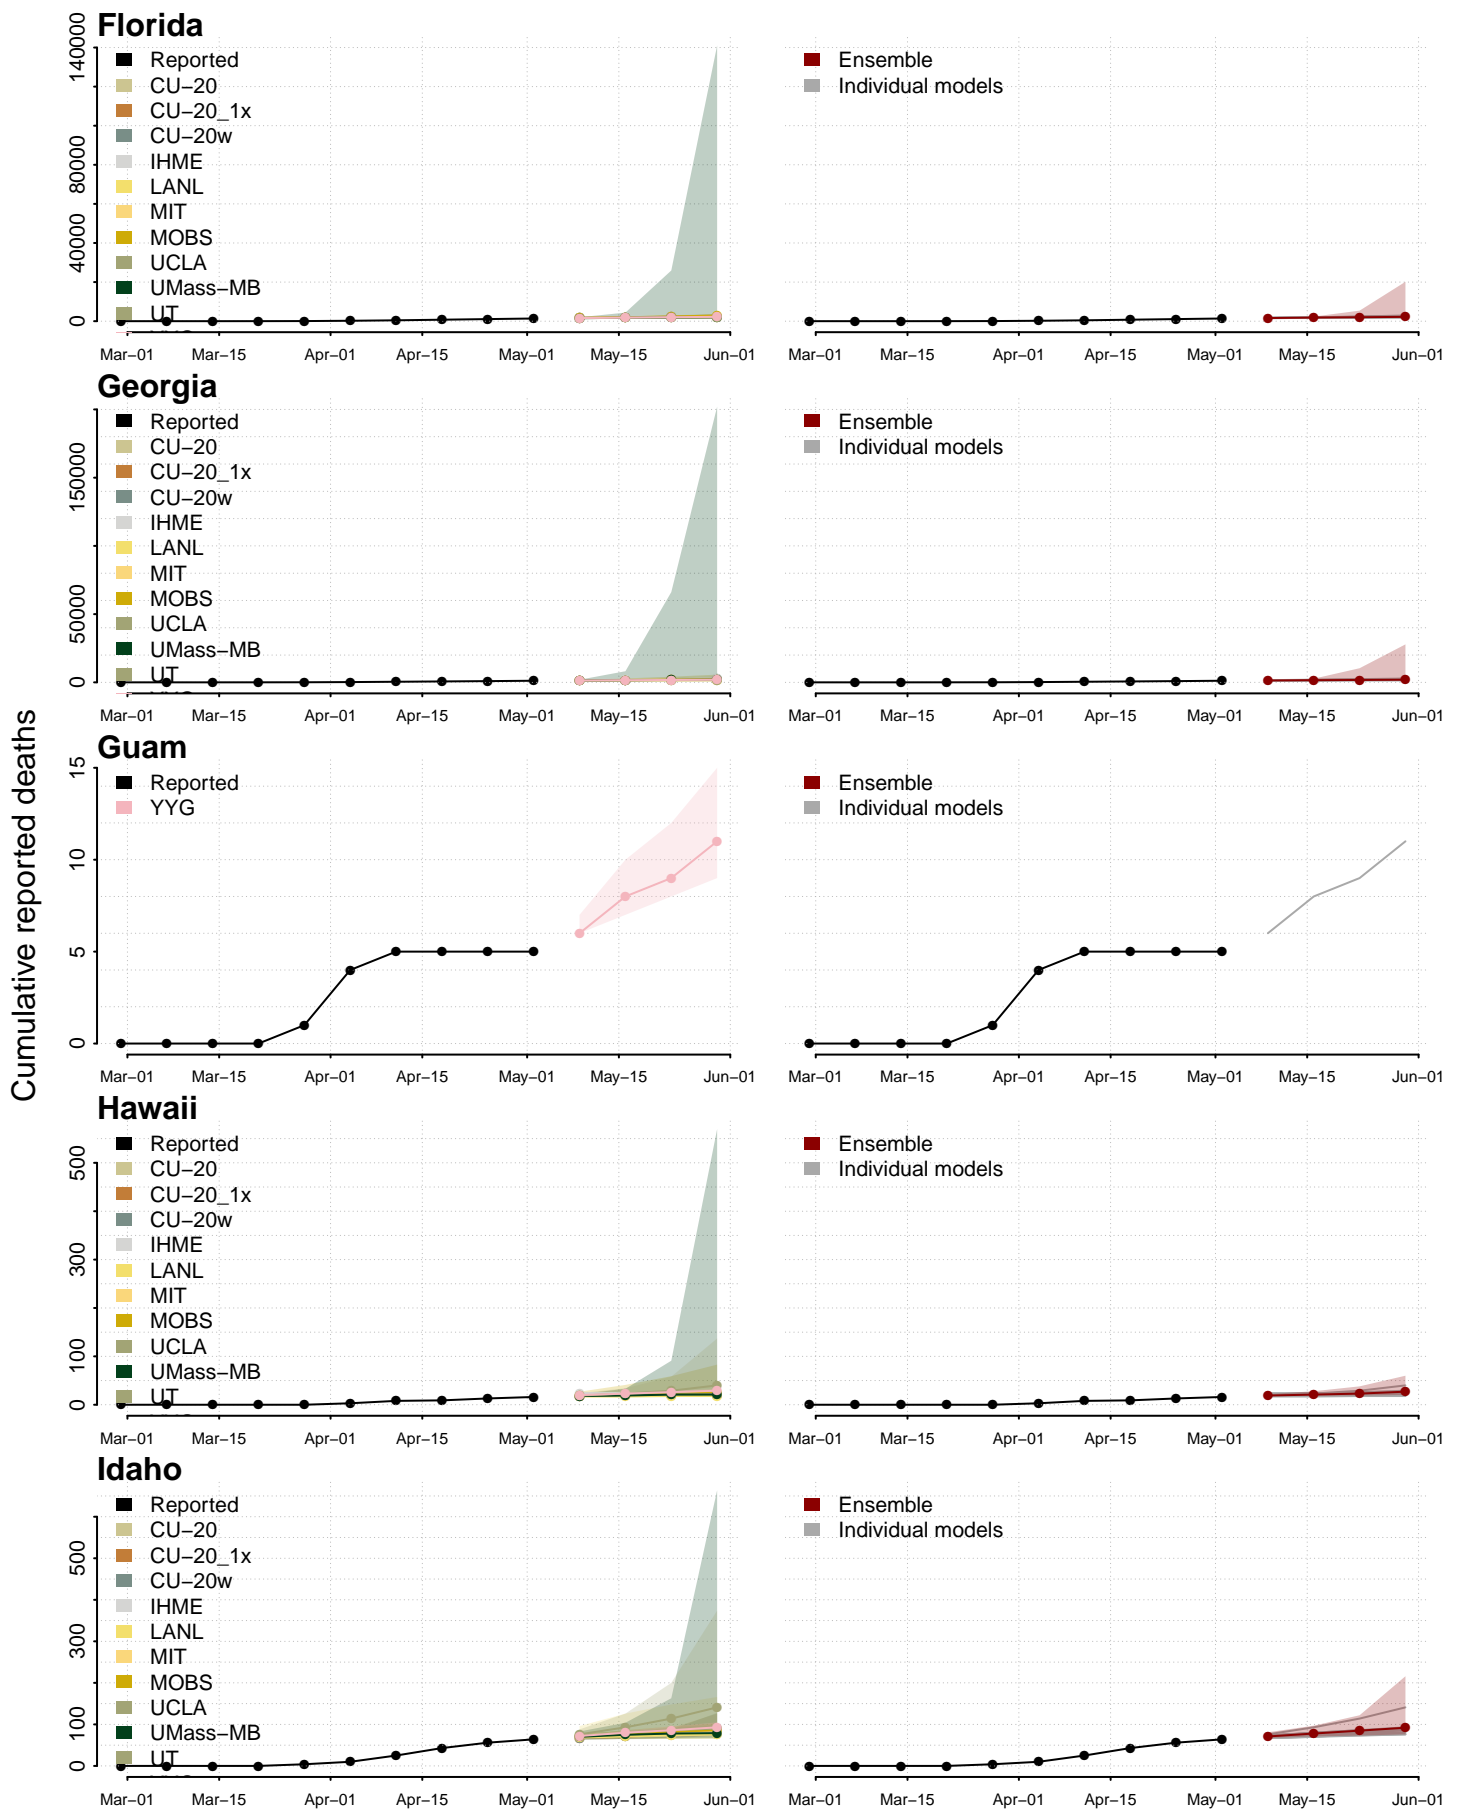 Cumulative reported deaths
Florida
140000
80000
40000
0
Reported
CU−20
CU−20_1x
CU−20w
IHME
LANL
MIT
MOBS
UCLA
UMass−MB
UT
Mar−01 Mar−15 Apr−01 Apr−15 May−01 May−15 Jun−01
Ensemble
Individual models
Mar−01 Mar−15 Apr−01 Apr−15 May−01 May−15 Jun−01
Georgia
150000
50000
0
Reported
CU−20
CU−20_1x
CU−20w
IHME
LANL
MIT
MOBS
UCLA
UMass−MB
UT
Mar−01 Mar−15 Apr−01 Apr−15 May−01 May−15 Jun−01
Ensemble
Individual models
Mar−01 Mar−15 Apr−01 Apr−15 May−01 May−15 Jun−01
Guam
15
10
5
0
Reported
YYG
Mar−01 Mar−15 Apr−01 Apr−15 May−01 May−15 Jun−01
Ensemble
Individual models
Mar−01 Mar−15 Apr−01 Apr−15 May−01 May−15 Jun−01
Hawaii
500
300
100
0
Reported
CU−20
CU−20_1x
CU−20w
IHME
LANL
MIT
MOBS
UCLA
UMass−MB
UT
Mar−01 Mar−15 Apr−01 Apr−15 May−01 May−15 Jun−01
Ensemble
Individual models
Mar−01 Mar−15 Apr−01 Apr−15 May−01 May−15 Jun−01
Idaho
500
300
100
0
Reported
CU−20
CU−20_1x
CU−20w
IHME
LANL
MIT
MOBS
UCLA
UMass−MB
UT
Mar−01 Mar−15 Apr−01 Apr−15 May−01 May−15 Jun−01
Ensemble
Individual models
Mar−01 Mar−15 Apr−01 Apr−15 May−01 May−15 Jun−01